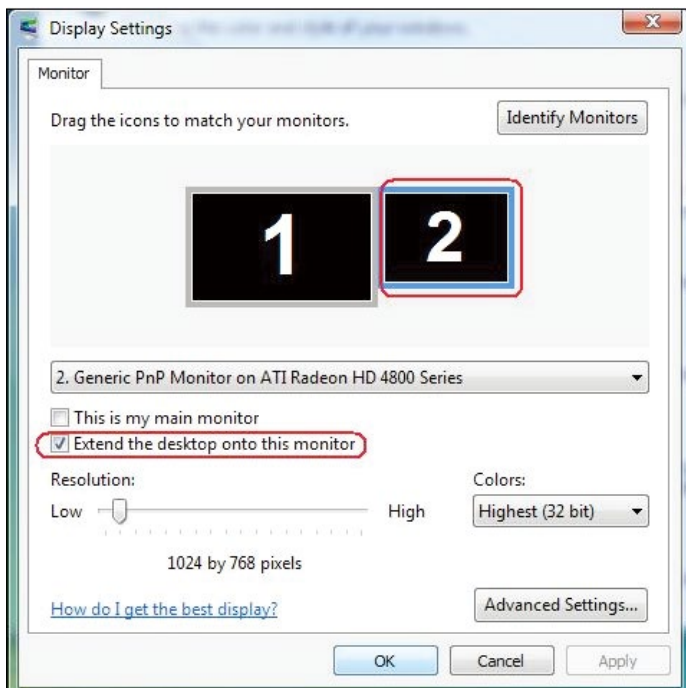 Display Settings
Monitor
Drag the icons to match your monitors.
Identify Monitors
1
2
2. Generic PnP Monitor on ATI Radeon HD 4800 Series
This is my main monitor
Extend the desktop onto this monitor
Resolution:
Colors:
Low
High
Highest (32 bit)
1024 by 768 pixels
How do I get the best display?
Advanced Settings...
OK
Cancel
Apply